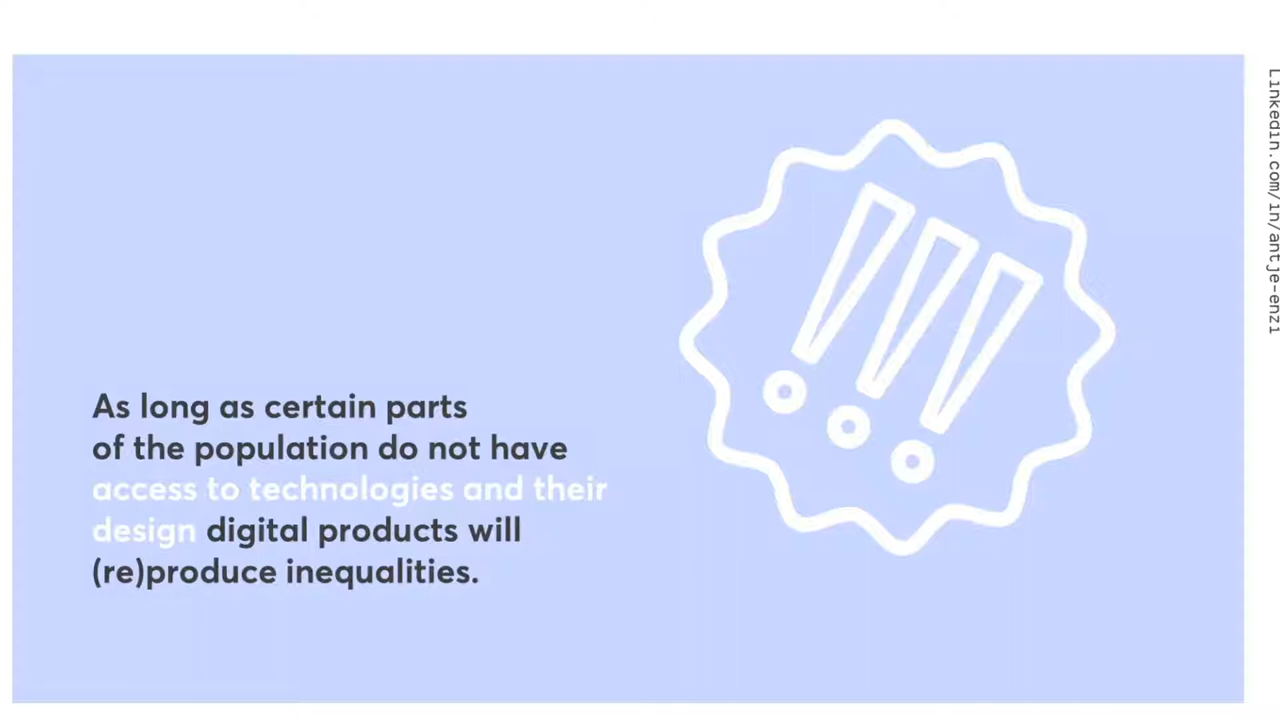 As long as certain parts
of the population do not have
access to technologies and their
design digital products will
(re)produce inequalities.
Linkedin.com/in/antje-enzi